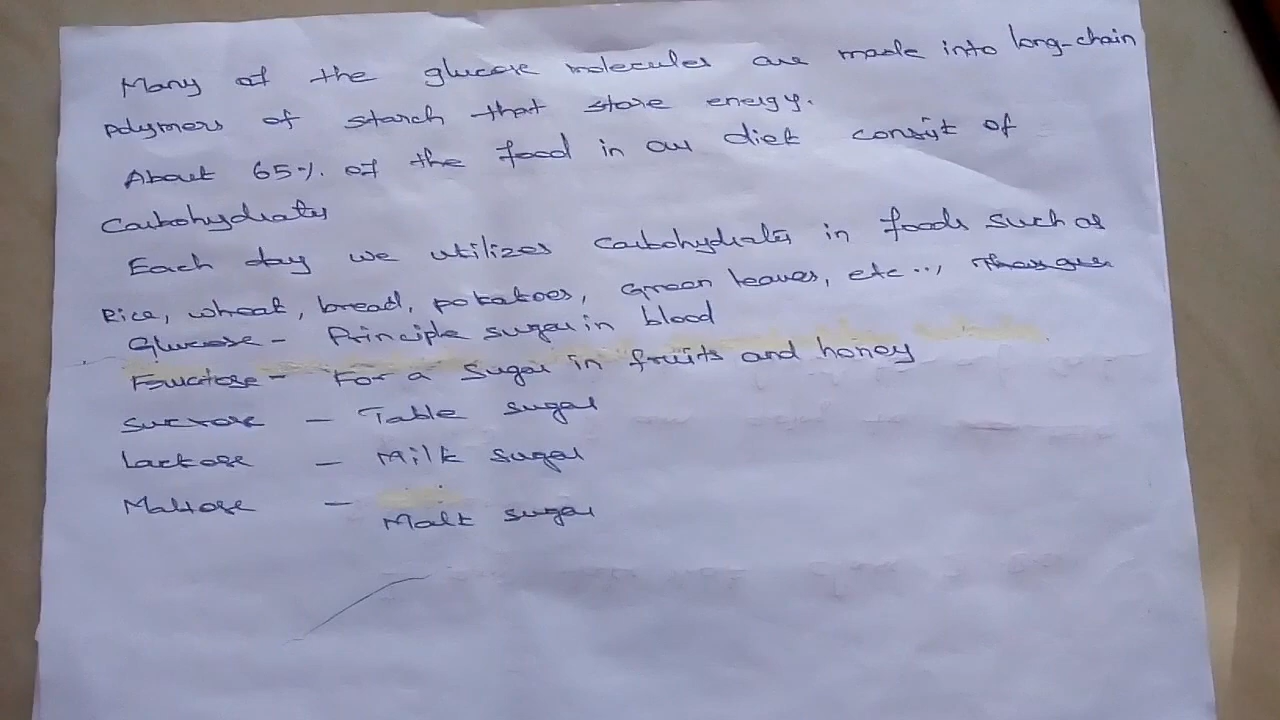 Many of the glucose molecules are made into long-chain
polymers of starch that store energy.
About 65%. of the food in our diet consist of
Carbohydrates
Each day we utilizes Carbohydrates in foods such as
Rice, wheat, bread, potatoes, Green leaves, etc..,
Glucose - Principle sugar in blood
Fructose - For a Sugar in fruits and honey
Sucrose - Table sugar
Lactose - Milk sugar
Maltose - Malt sugar